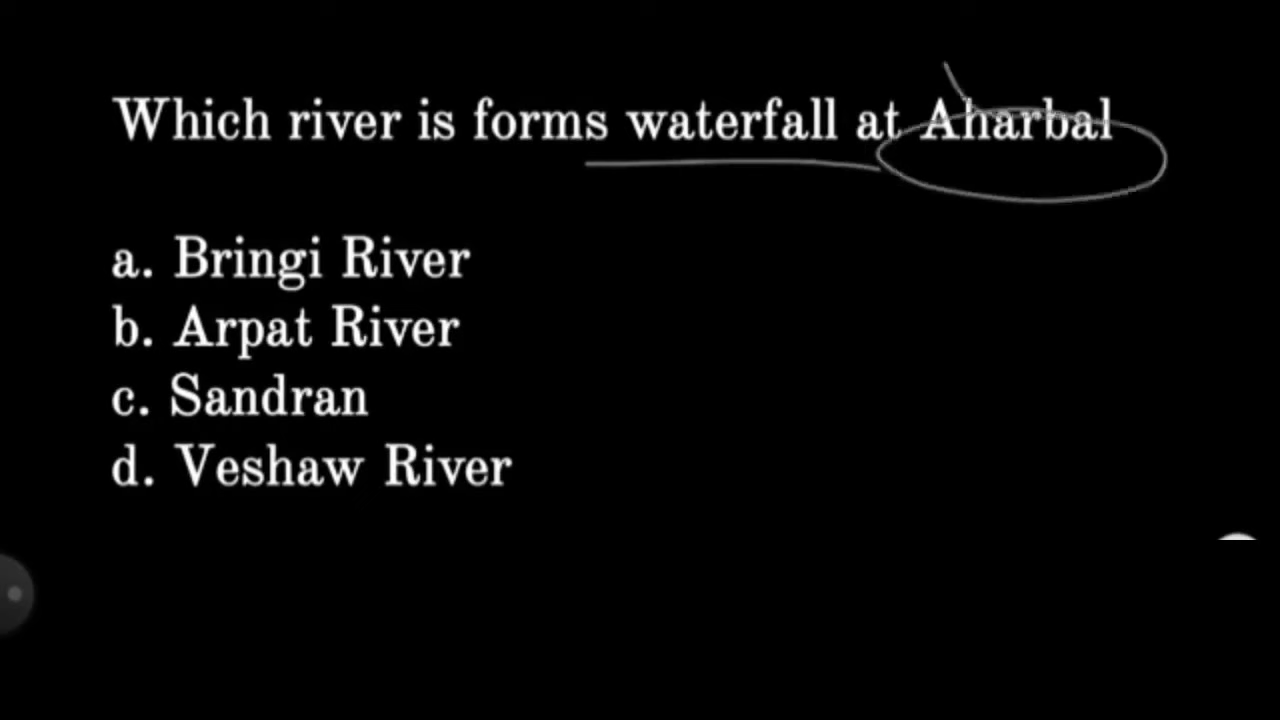 Which river is forms waterfall at Aharbal
a. Bringi River
b. Arpat River
c. Sandran
d. Veshaw River